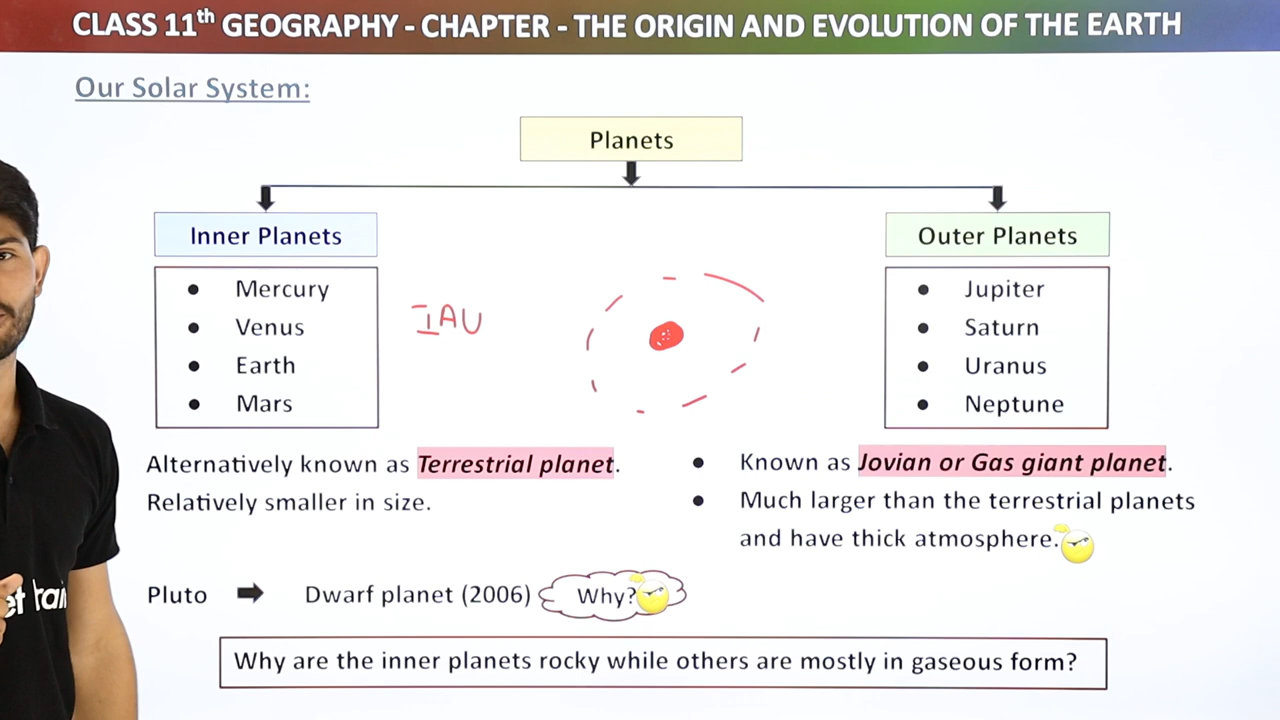 CLASS 11th GEOGRAPHY - CHAPTER - THE ORIGIN AND EVOLUTION OF THE EARTH
Our Solar System:
Planets
Inner Planets
Outer Planets
● Mercury
● Venus
● Earth
● Mars
IAU
● Jupiter
● Saturn
● Uranus
● Neptune
Alternatively known as Terrestrial planet.
Relatively smaller in size.
● Known as Jovian or Gas giant planet.
● Much larger than the terrestrial planets
and have thick atmosphere.
Pluto ➡ Dwarf planet (2006) Why?
Why are the inner planets rocky while others are mostly in gaseous form?